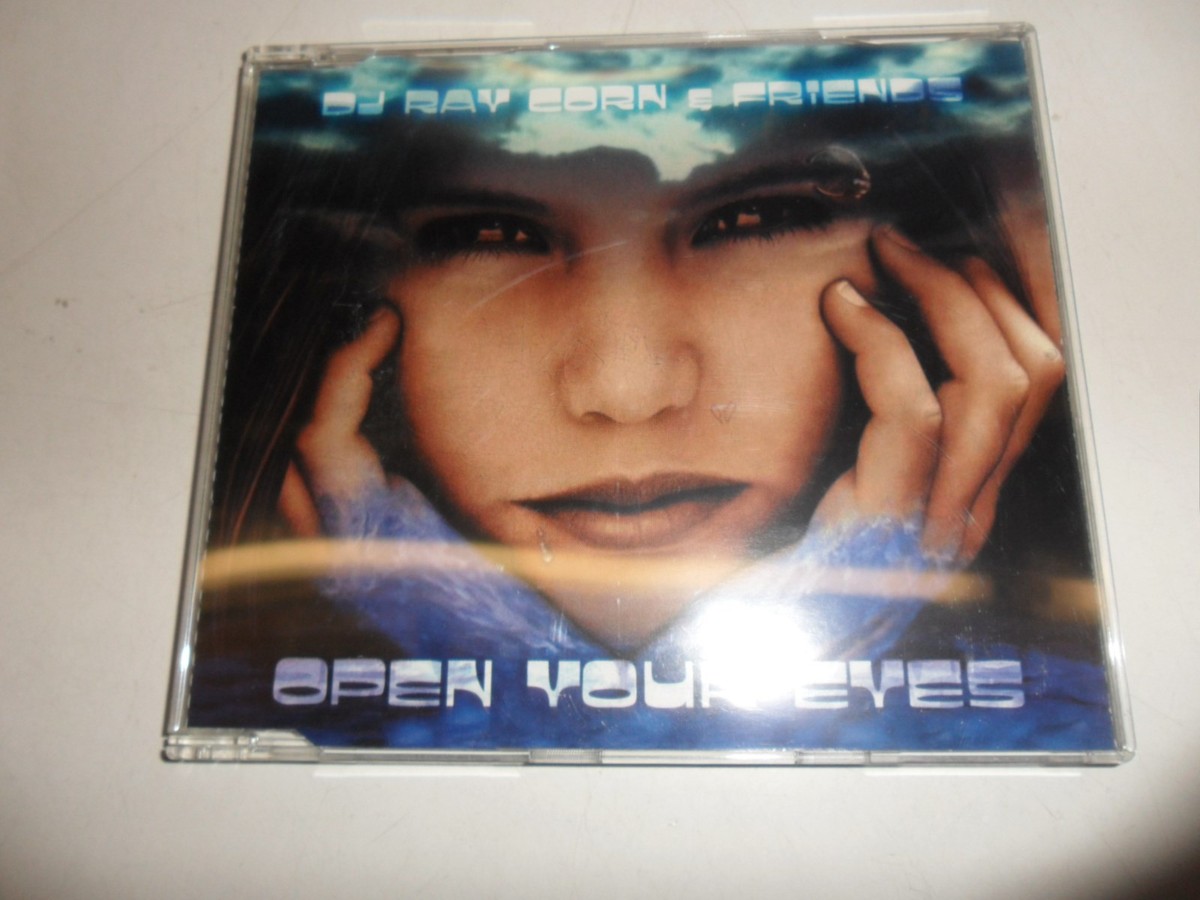 DJ RAY CORN & FRIENDS
OPEN YOUR EYES